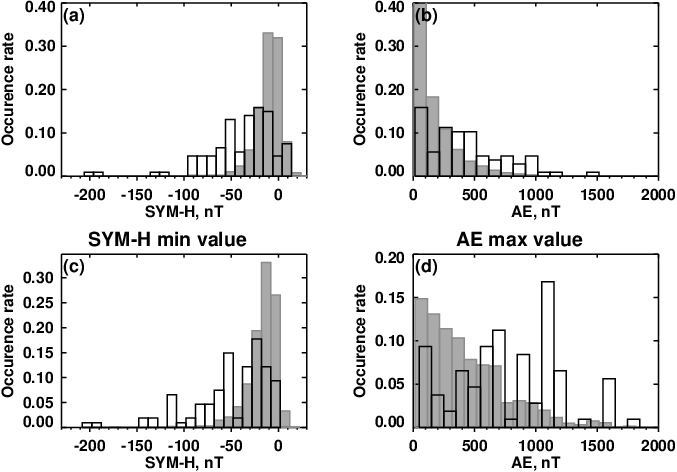 (a)
Occurence rate
0.40
0.30
0.20
0.10
0.00
-200 -150 -100 -50 0
SYM-H, nT
(b)
Occurence rate
0.40
0.30
0.20
0.10
0.00
0 500 1000 1500 2000
AE, nT
SYM-H min value
(c)
Occurence rate
0.30
0.25
0.20
0.15
0.10
0.05
0.00
-200 -150 -100 -50 0
SYM-H, nT
AE max value
(d)
Occurence rate
0.20
0.15
0.10
0.05
0.00
0 500 1000 1500 2000
AE, nT